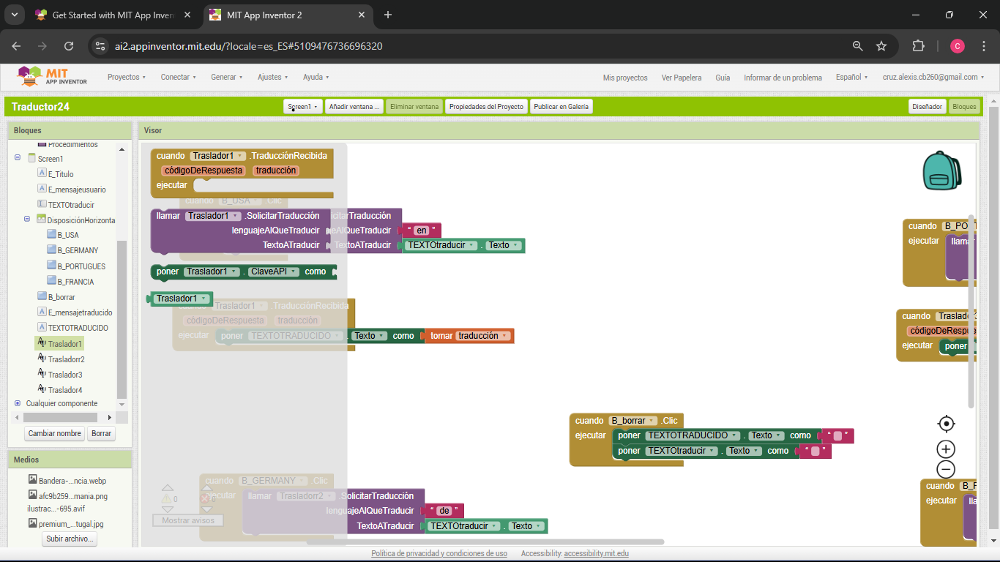 Get Started with MIT App Inven
MIT App Inventor 2
ai2.appinventor.mit.edu/?locale=es_ES#5109476736696320
C
MIT
APP INVENTOR
Proyectos
Conectar
Generar
Ajustes
Ayuda
Mis proyectos
Ver Papelera
Guía
Informar de un problema
Español
cruz.alexis.cb260@gmail.com
Traductor24
Screen1
Añadir ventana ...
Eliminar ventana
Propiedades del Proyecto
Publicar en Galería
Diseñador
Bloques
Bloques
Procedimientos
Screen1
E_Titulo
E_mensajeusuario
TEXTOtraducir
DisposiciónHorizonta
B_USA
B_GERMANY
B_PORTUGUES
B_FRANCIA
B_borrar
E_mensajetraducido
TEXTOTRADUCIDO
Traslador1
Trasladorr2
Traslador3
Traslador4
Cualquier componente
Cambiar nombre
Borrar
Medios
Bandera-...ncia.webp
afc9b259...mania.png
ilustrac...-695.avif
premium_...tugal.jpg
Subir archivo...
Visor
cuando Traslador1 .TraducciónRecibida
códigoDeRespuesta traducción
ejecutar
cuando B_USA .Clic
llamar Traslador1 .SolicitarTraducción
citarTraducción
lenguajeAlQueTraducir
eAlQueTraducir
" en "
TextoATraducir
TextoATraducir
TEXTOtraducir . Texto
poner Traslador1 . ClaveAPI como
Traslador1
cuando Traslador1 .TraducciónRecibida
códigoDeRespuesta traducción
ejecutar poner TEXTOTRADUCIDO . Texto como tomar traducción
cuando B_PO
ejecutar llama
cuando Traslado
códigoDeRespue
ejecutar poner
cuando B_borrar .Clic
ejecutar poner TEXTOTRADUCIDO . Texto como " "
poner TEXTOtraducir . Texto como " "
cuando B_GERMANY .Clic
ejecutar llamar Trasladorr2 .SolicitarTraducción
lenguajeAlQueTraducir " de "
TextoATraducir TEXTOtraducir . Texto
0
Mostrar avisos
cuando B_F
ejecutar lla
Política de privacidad y condiciones de uso
Accessibility: accessibility.mit.edu